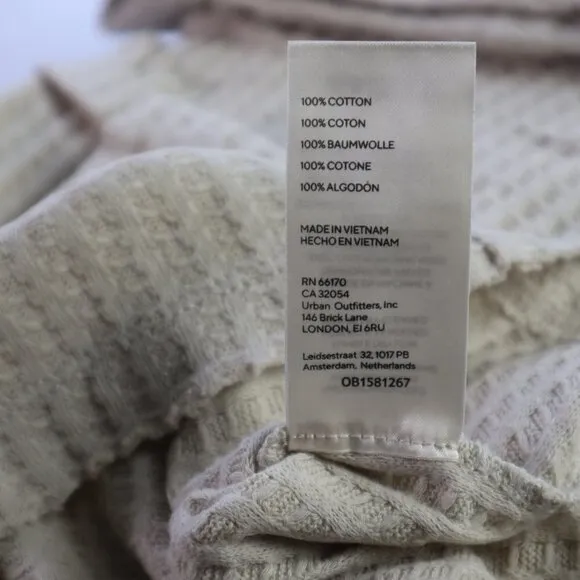 100% COTTON
100% COTON
100% BAUMWOLLE
100% COTONE
100% ALGODÓN
MADE IN VIETNAM
HECHO EN VIETNAM
RN 66170
CA 32054
Urban Outfitters, Inc
146 Brick Lane
LONDON, E1 6RU
Leidsestraat 32, 1017 PB
Amsterdam, Netherlands
OB1581267